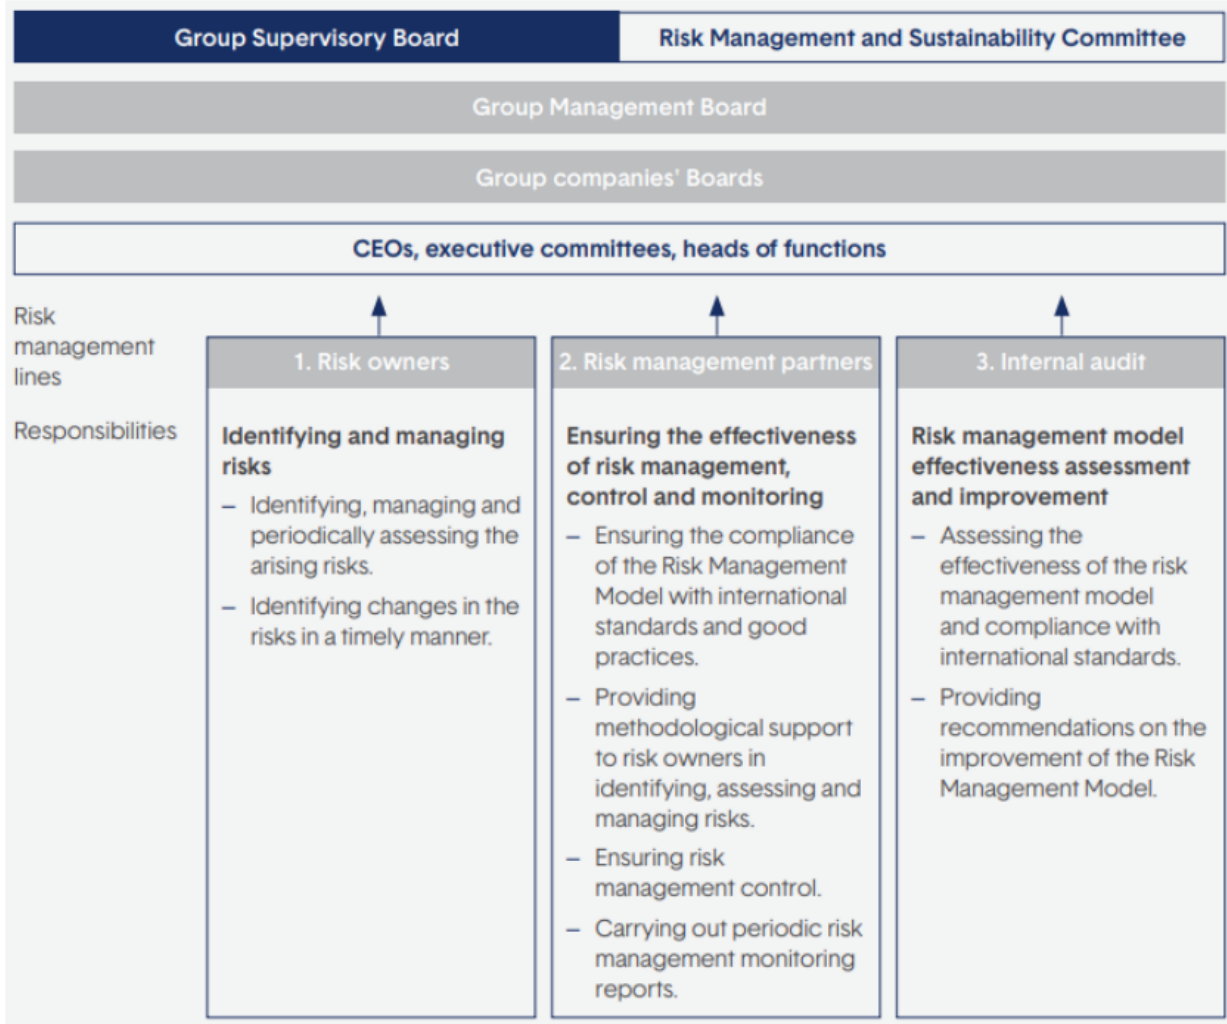 Group Supervisory Board
Risk Management and Sustainability Committee
Group Management Board
Group companies' Boards
CEOs, executive committees, heads of functions
Risk
management
lines
1. Risk owners
2. Risk management partners
3. Internal audit
Responsibilities
Identifying and managing
risks
– Identifying, managing and
periodically assessing the
arising risks.
– Identifying changes in the
risks in a timely manner.
Ensuring the effectiveness
of risk management,
control and monitoring
– Ensuring the compliance
of the Risk Management
Model with international
standards and good
practices.
– Providing
methodological support
to risk owners in
identifying, assessing and
managing risks.
– Ensuring risk
management control.
– Carrying out periodic risk
management monitoring
reports.
Risk management model
effectiveness assessment
and improvement
– Assessing the
effectiveness of the risk
management model
and compliance with
international standards.
– Providing
recommendations on the
improvement of the Risk
Management Model.